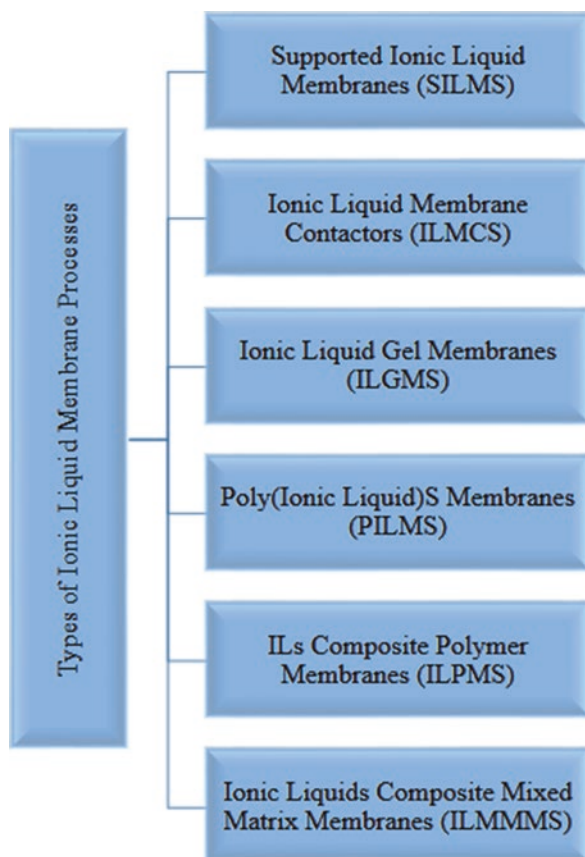 Types of Ionic Liquid Membrane Processes
Supported Ionic Liquid
Membranes (SILMS)
Ionic Liquid Membrane
Contactors (ILMCS)
Ionic Liquid Gel Membranes
(ILGMS)
Poly(Ionic Liquid)S Membranes
(PILMS)
ILs Composite Polymer
Membranes (ILPMS)
Ionic Liquids Composite Mixed
Matrix Membranes (ILMMMS)